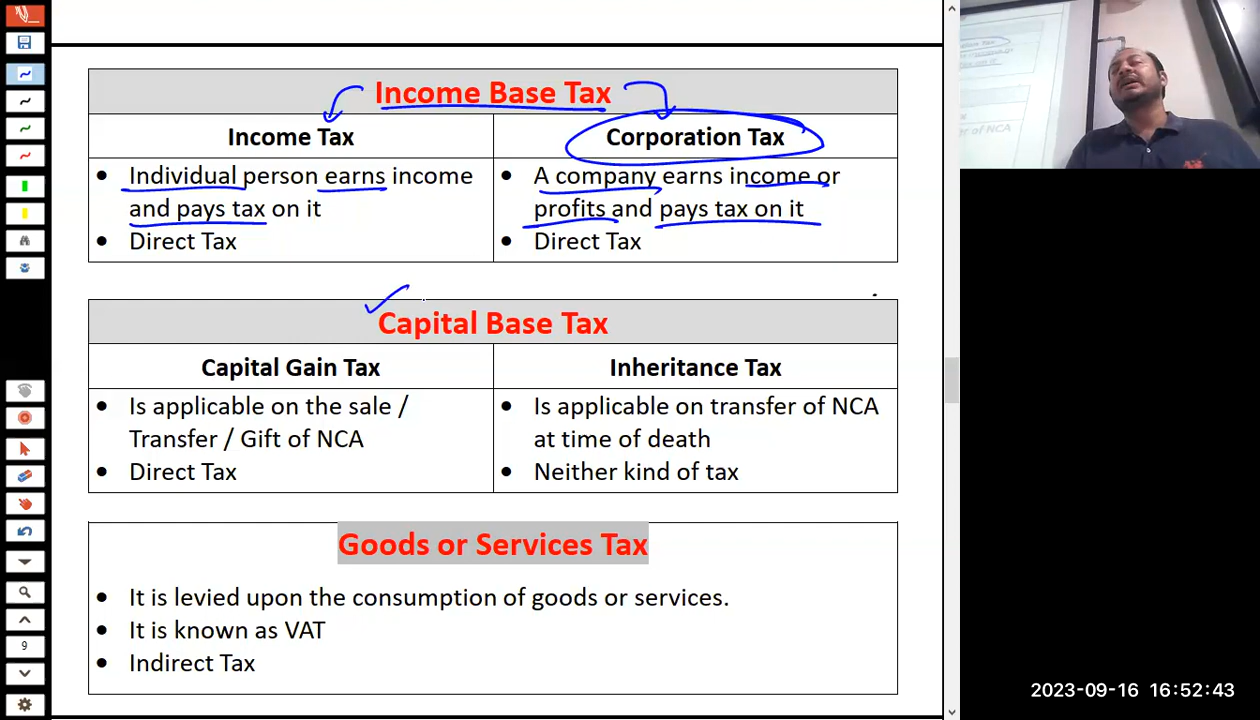 Income Base Tax
Income Tax
Corporation Tax
• Individual person earns income
and pays tax on it
• Direct Tax
• A company earns income or
profits and pays tax on it
• Direct Tax
Capital Base Tax
Capital Gain Tax
Inheritance Tax
• Is applicable on the sale /
Transfer / Gift of NCA
• Direct Tax
• Is applicable on transfer of NCA
at time of death
• Neither kind of tax
Goods or Services Tax
• It is levied upon the consumption of goods or services.
• It is known as VAT
• Indirect Tax
9
2023-09-16 16:52:43